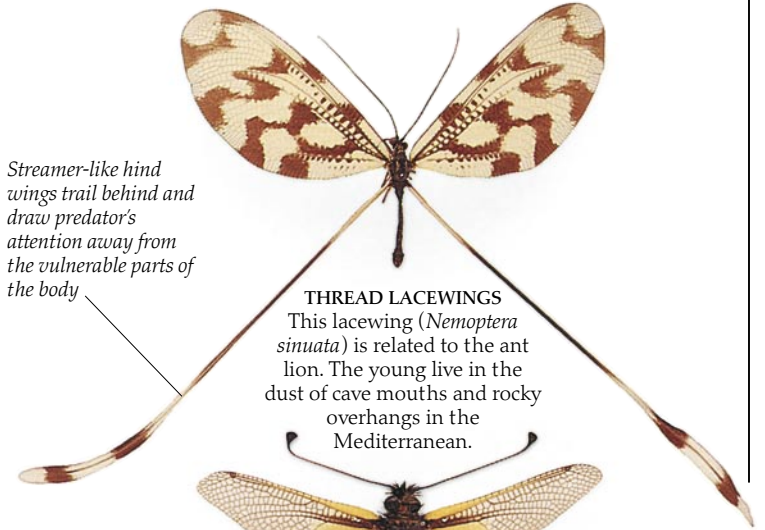 Streamer-like hind
wings trail behind and
draw predator's
attention away from
the vulnerable parts of
the body
THREAD LACEWINGS
This lacewing (Nemoptera
sinuata) is related to the ant
lion. The young live in the
dust of cave mouths and rocky
overhangs in the
Mediterranean.